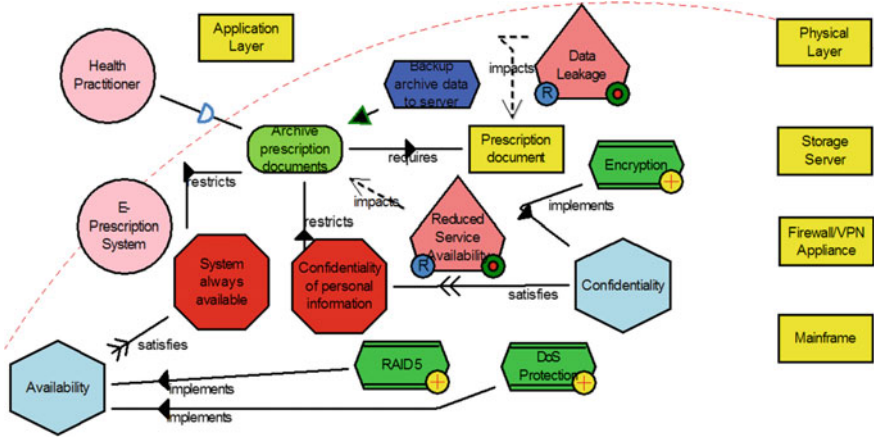 Application
Layer
Physical
Layer
Health
Practitioner
impacts
Data
Leakage
Backup
archive data
to server
R
Archive
prescription
documents
requires
Prescription
document
Storage
Server
Encryption
restricts
impacts
implements
E-
Prescription
System
restricts
Reduced
Service
Availability
Firewall/VPN
Appliance
System
always
available
Confidentiality
of personal
information
R
satisfies
Confidentiality
satisfies
Mainframe
RAID 5
DoS
Protection
Availability
implements
implements